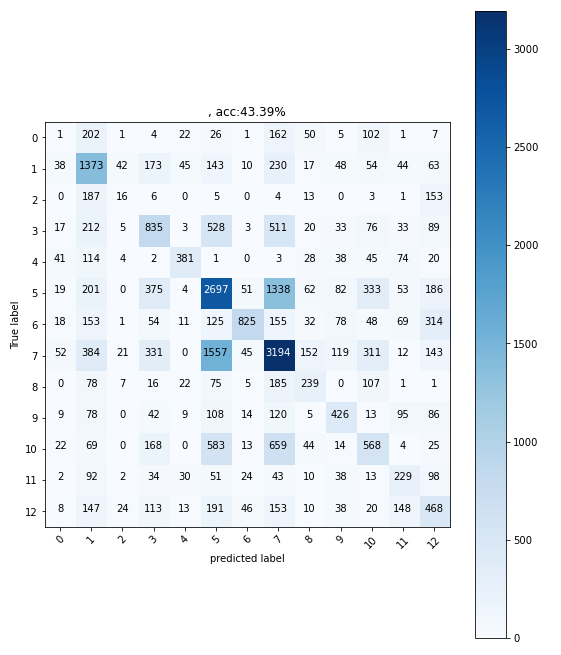 , acc:43.39%
0 1 202 1 4 22 26 1 162 50 5 102 1 7
1 38 1373 42 173 45 143 10 230 17 48 54 44 63
2 0 187 16 6 0 5 0 4 13 0 3 1 153
3 17 212 5 835 3 528 3 511 20 33 76 33 89
4 41 114 4 2 381 1 0 3 28 38 45 74 20
5 19 201 0 375 4 2697 51 1338 62 82 333 53 186
6 18 153 1 54 11 125 825 155 32 78 48 69 314
7 52 384 21 331 0 1557 45 3194 152 119 311 12 143
8 0 78 7 16 22 75 5 185 239 0 107 1 1
9 9 78 0 42 9 108 14 120 5 426 13 95 86
10 22 69 0 168 0 583 13 659 44 14 568 4 25
11 2 92 2 34 30 51 24 43 10 38 13 229 98
12 8 147 24 113 13 191 46 153 10 38 20 148 468
0 1 2 3 4 5 6 7 8 9 10 11 12
predicted label
True label
3000
2500
2000
1500
1000
500
0